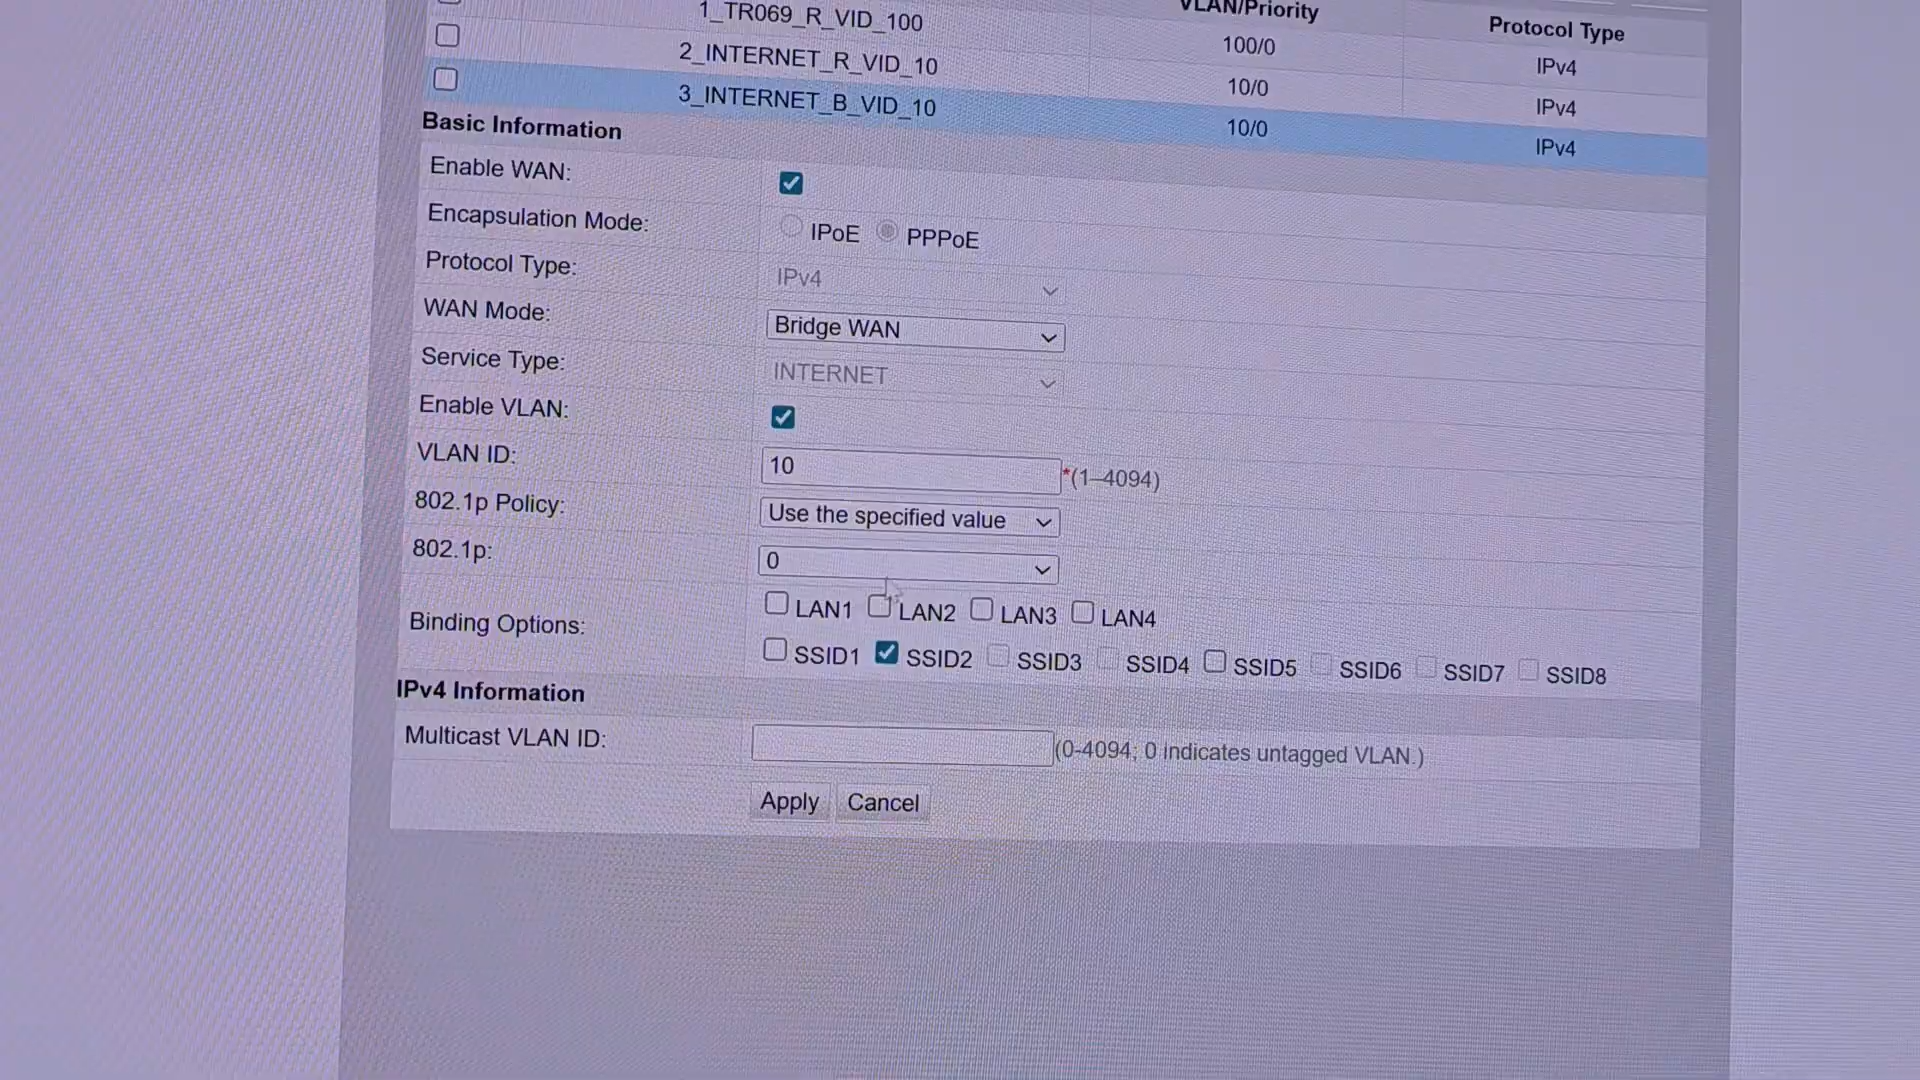 VLAN/Priority Protocol Type
1_TR069_R_VID_100 100/0 IPv4
2_INTERNET_R_VID_10 10/0 IPv4
3_INTERNET_B_VID_10 10/0 IPv4
Basic Information
Enable WAN:
Encapsulation Mode: IPoE PPPoE
Protocol Type: IPv4
WAN Mode: Bridge WAN
Service Type: INTERNET
Enable VLAN:
VLAN ID: 10 *(1–4094)
802.1p Policy: Use the specified value
802.1p: 0
Binding Options: LAN1 LAN2 LAN3 LAN4
SSID1 SSID2 SSID3 SSID4 SSID5 SSID6 SSID7 SSID8
IPv4 Information
Multicast VLAN ID: (0-4094; 0 indicates untagged VLAN.)
Apply Cancel